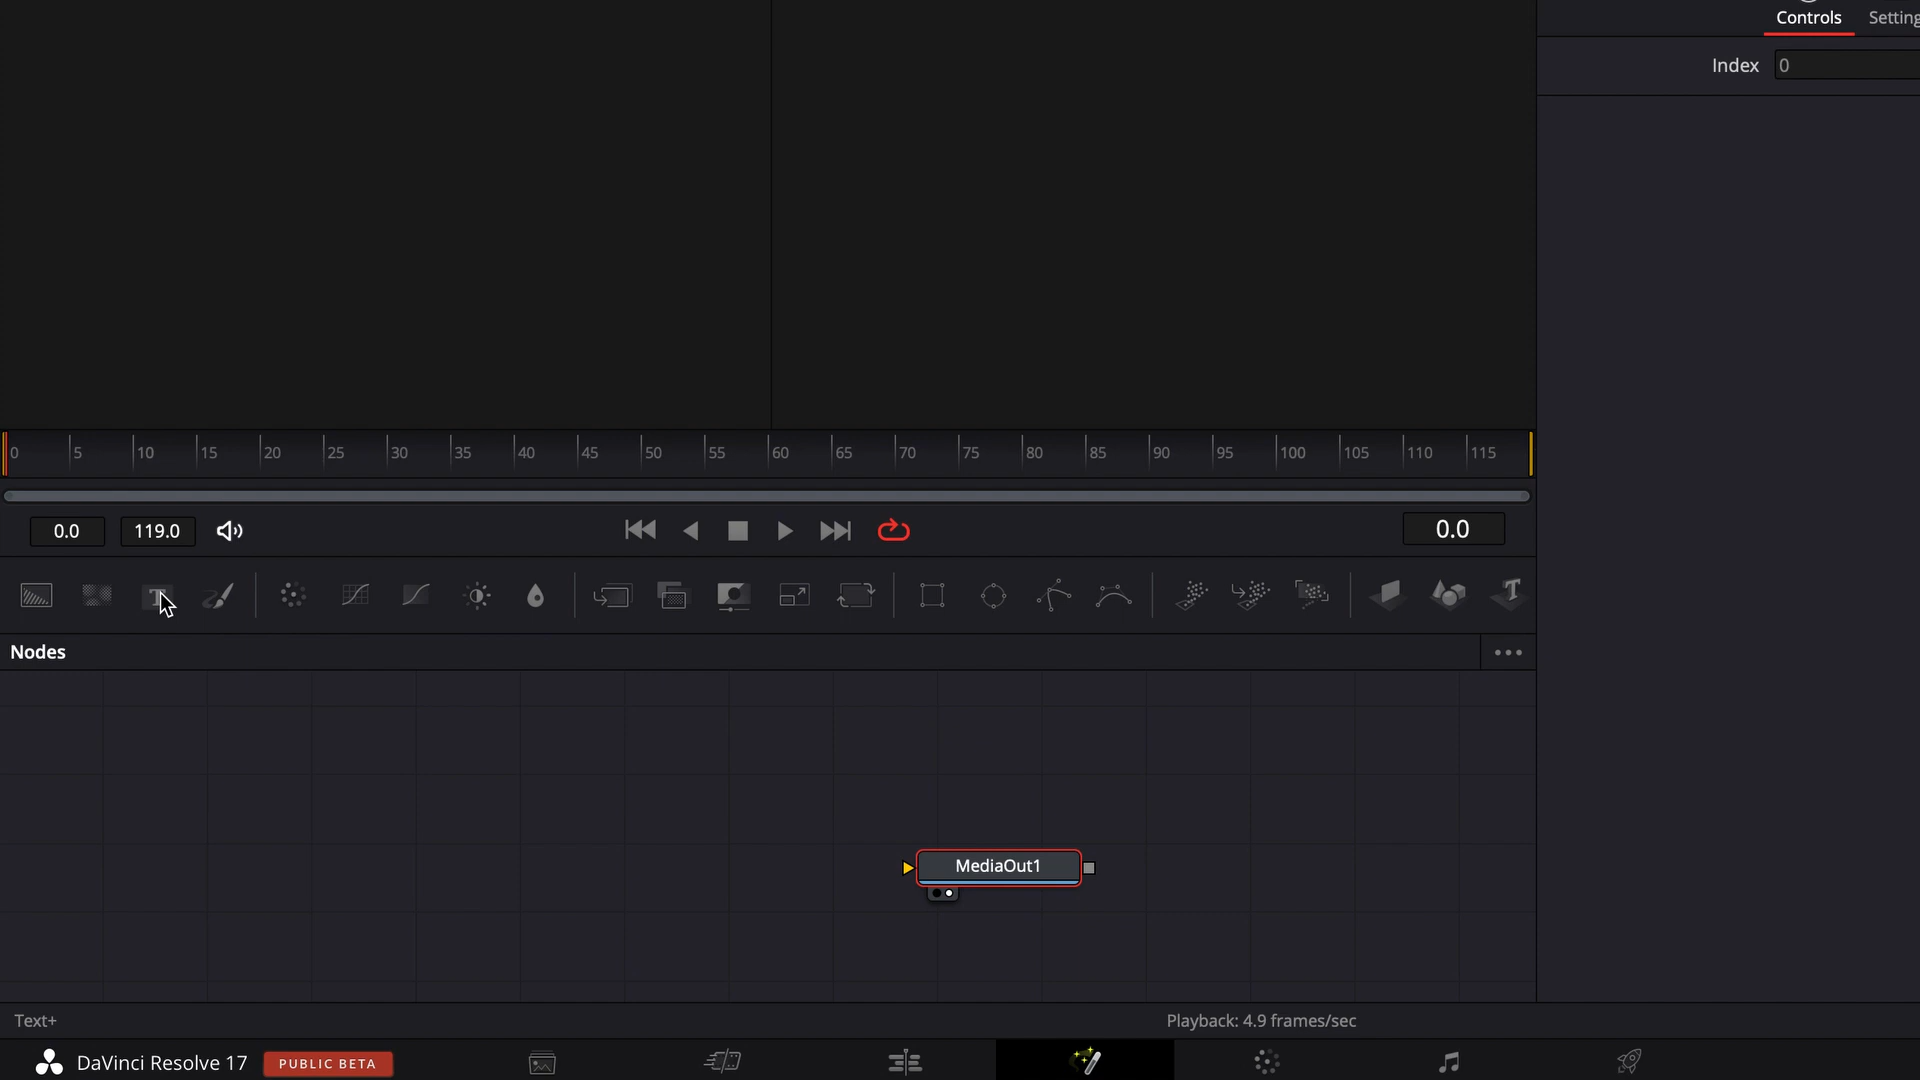 Controls Setting
Index 0
0 5 10 15 20 25 30 35 40 45 50 55 60 65 70 75 80 85 90 95 100 105 110 115
0.0 119.0 0.0
T T
Nodes
MediaOut1
Text+ Playback: 4.9 frames/sec
DaVinci Resolve 17 PUBLIC BETA